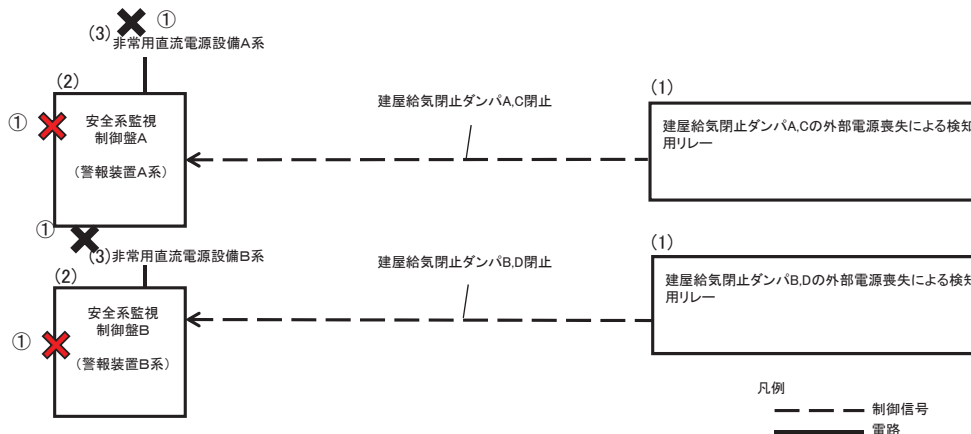 ①
(3)
非常用直流電源設備A系
(2)
①
安全系監視
制御盤A
(警報装置A系)
建屋給気閉止ダンパA,C閉止
(1)
建屋給気閉止ダンパA,Cの外部電源喪失による検知
用リレー
①
(3)非常用直流電源設備B系
(2)
①
安全系監視
制御盤B
(警報装置B系)
建屋給気閉止ダンパB,D閉止
(1)
建屋給気閉止ダンパB,Dの外部電源喪失による検知
用リレー
凡例
制御信号
電路